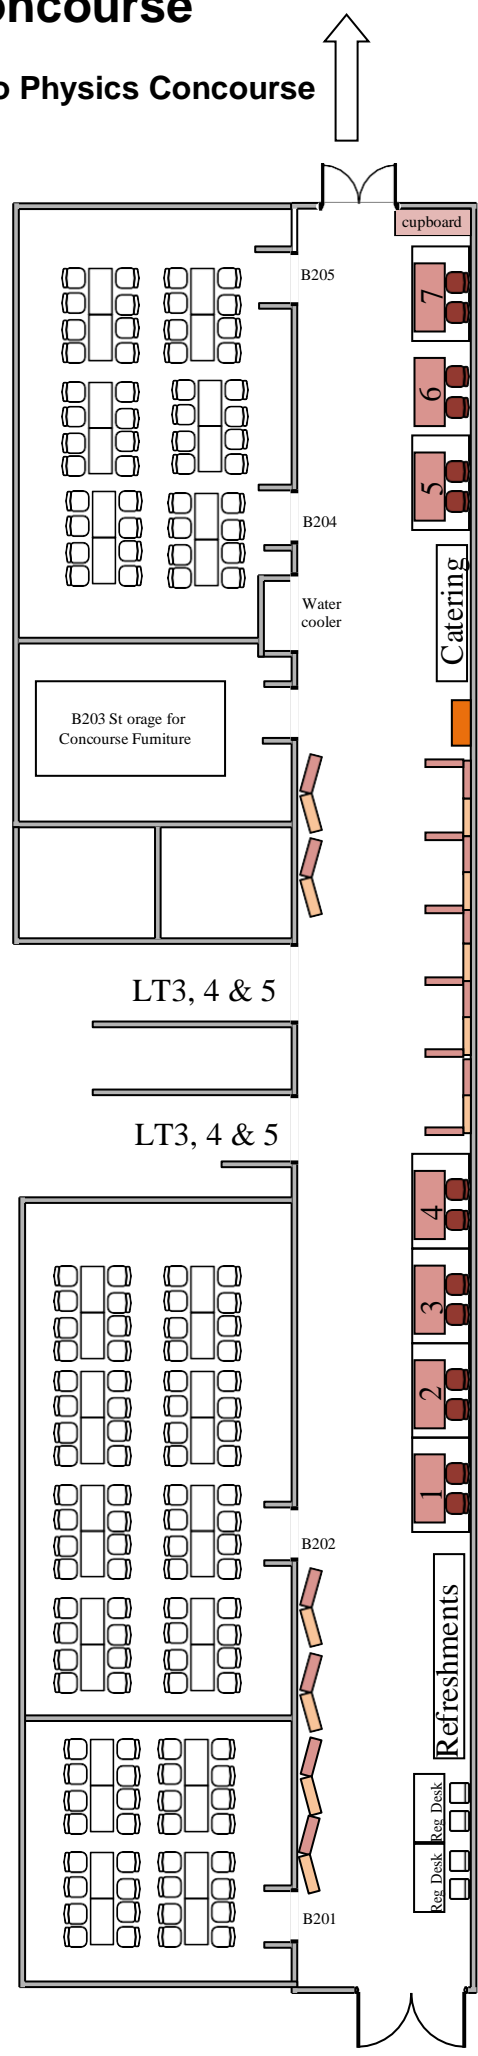 oncourse
o Physics Concourse
cupboard
B205
7
6
5
B204
Water
cooler
Catering
B203 St orage for
Concourse Furniture
LT3, 4 & 5
LT3, 4 & 5
4
3
2
1
B202
Refreshments
Reg Desk
Reg Desk
B201